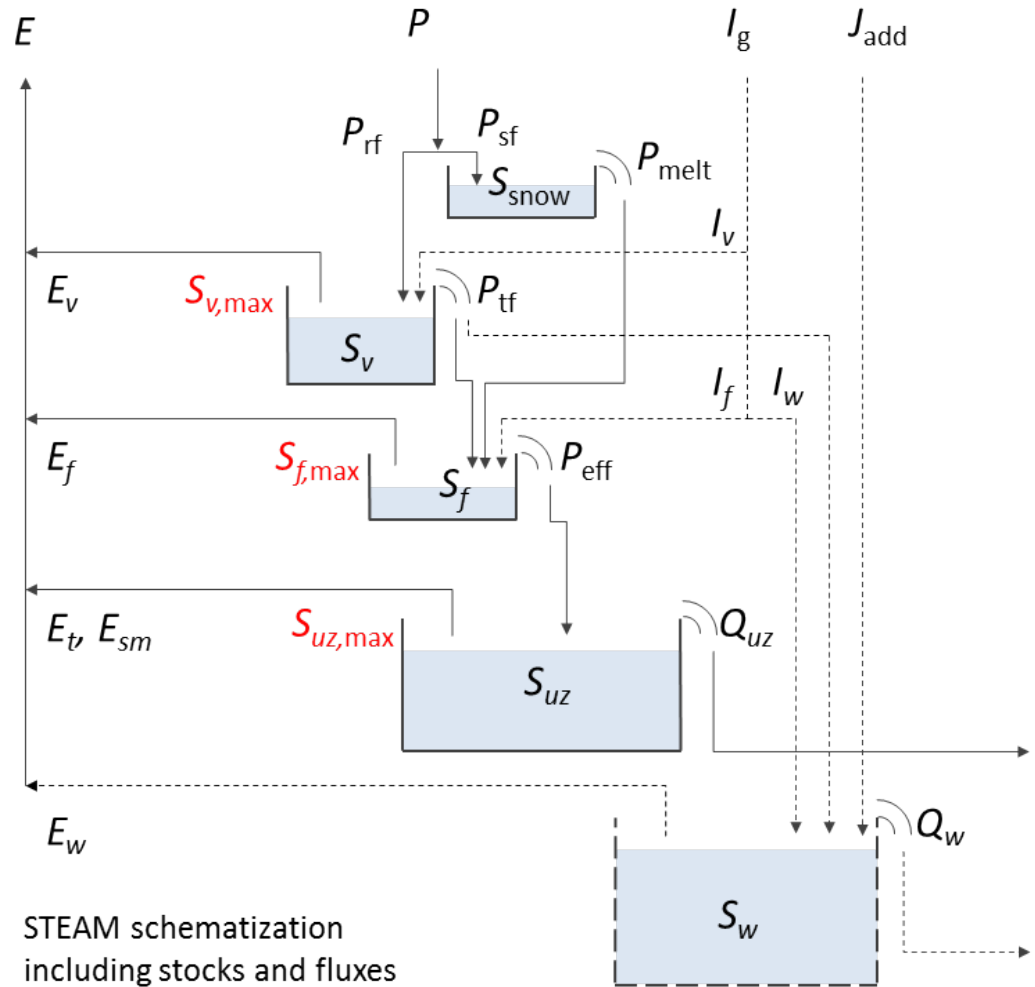 E P I_g J_add
P_rf P_sf P_melt
S_snow
I_v
E_v S_v,max P_tf
S_v
I_f I_w
E_f S_f,max P_eff
S_f
E_t, E_sm S_uz,max Q_uz
S_uz
E_w Q_w
S_w
STEAM schematization
including stocks and fluxes